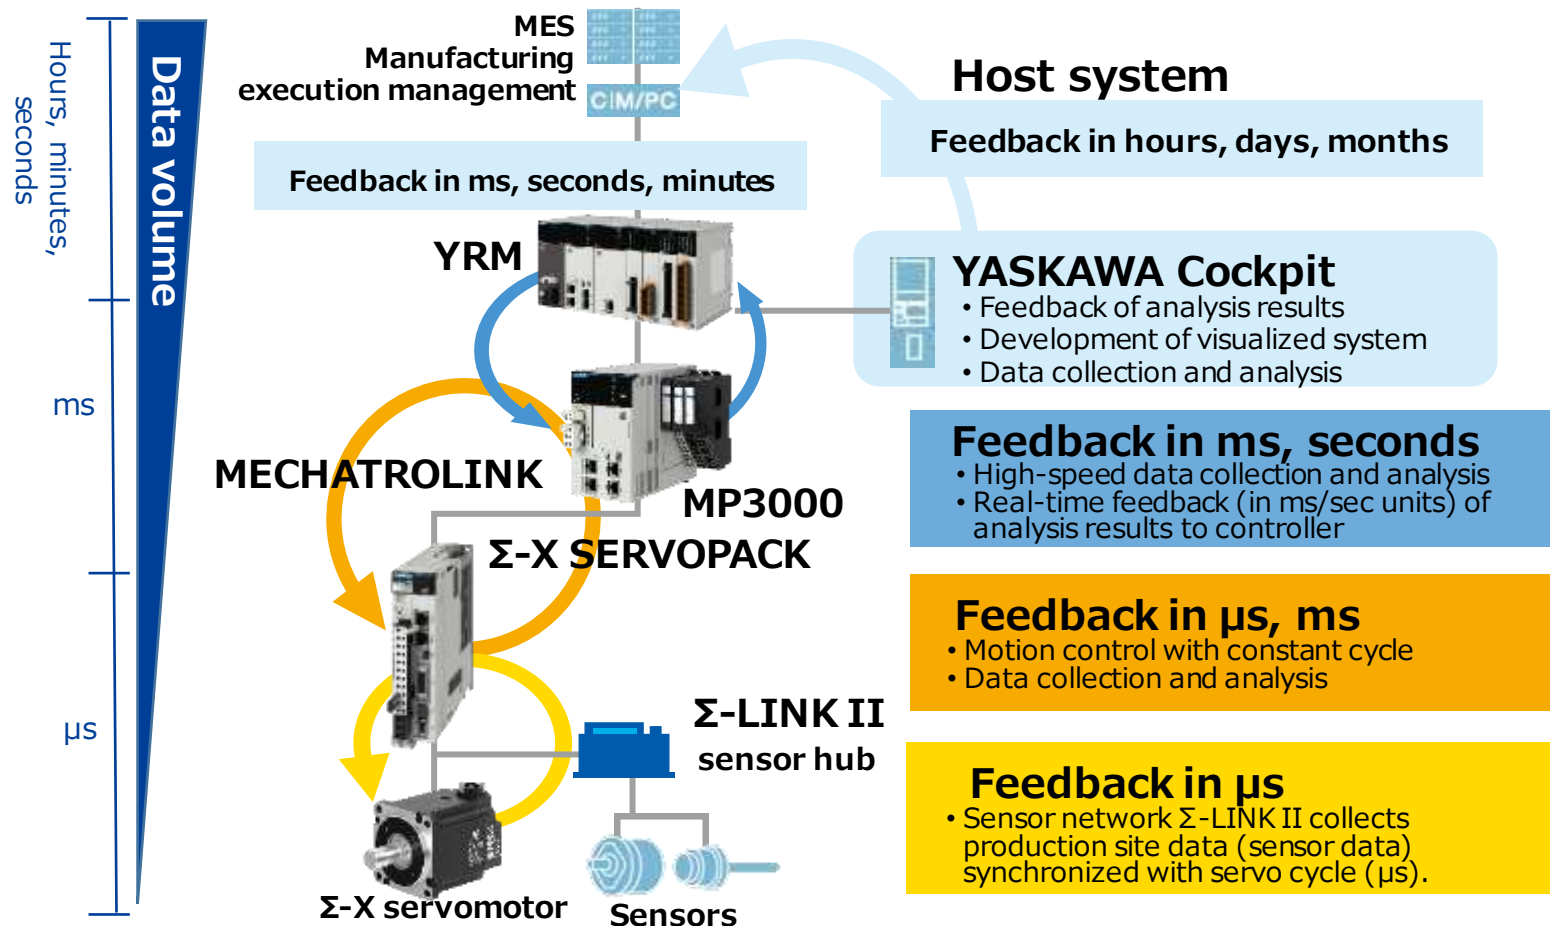 MES
Manufacturing
execution management
CIM/PC
Host system
Feedback in hours, days, months
Feedback in ms, seconds, minutes
Hours, minutes,
seconds
Data volume
YRM
YASKAWA Cockpit
• Feedback of analysis results
• Development of visualized system
• Data collection and analysis
ms
MECHATROLINK
MP3000
Feedback in ms, seconds
• High-speed data collection and analysis
• Real-time feedback (in ms/sec units) of
analysis results to controller
Σ-X SERVOPACK
Feedback in µs, ms
• Motion control with constant cycle
• Data collection and analysis
µs
Σ-LINK II
sensor hub
Feedback in µs
• Sensor network Σ-LINK II collects
production site data (sensor data)
synchronized with servo cycle (µs).
Σ-X servomotor
Sensors